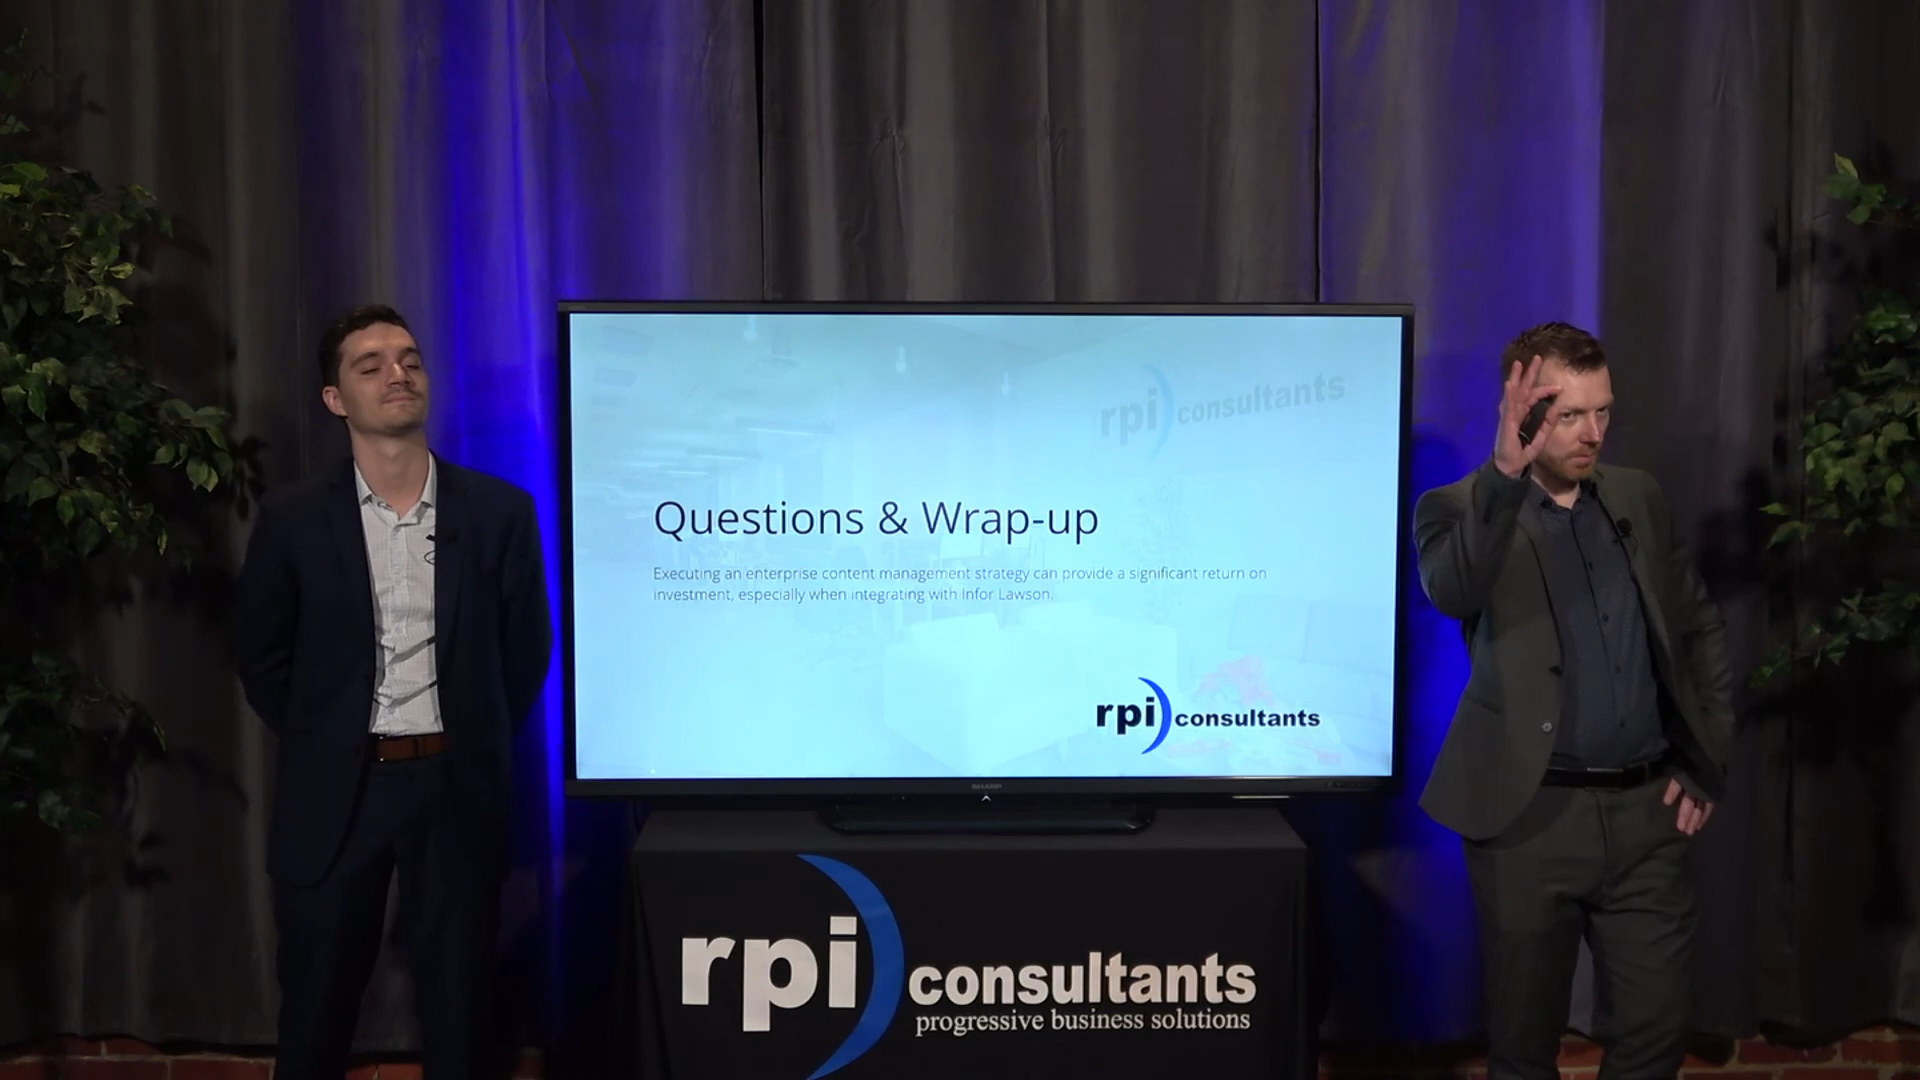 rpi consultants
Questions & Wrap-up
Executing an enterprise content management strategy can provide a significant return on
investment, especially when integrating with Infor Lawson.
rpi consultants
SHARP
rpi consultants
progressive business solutions